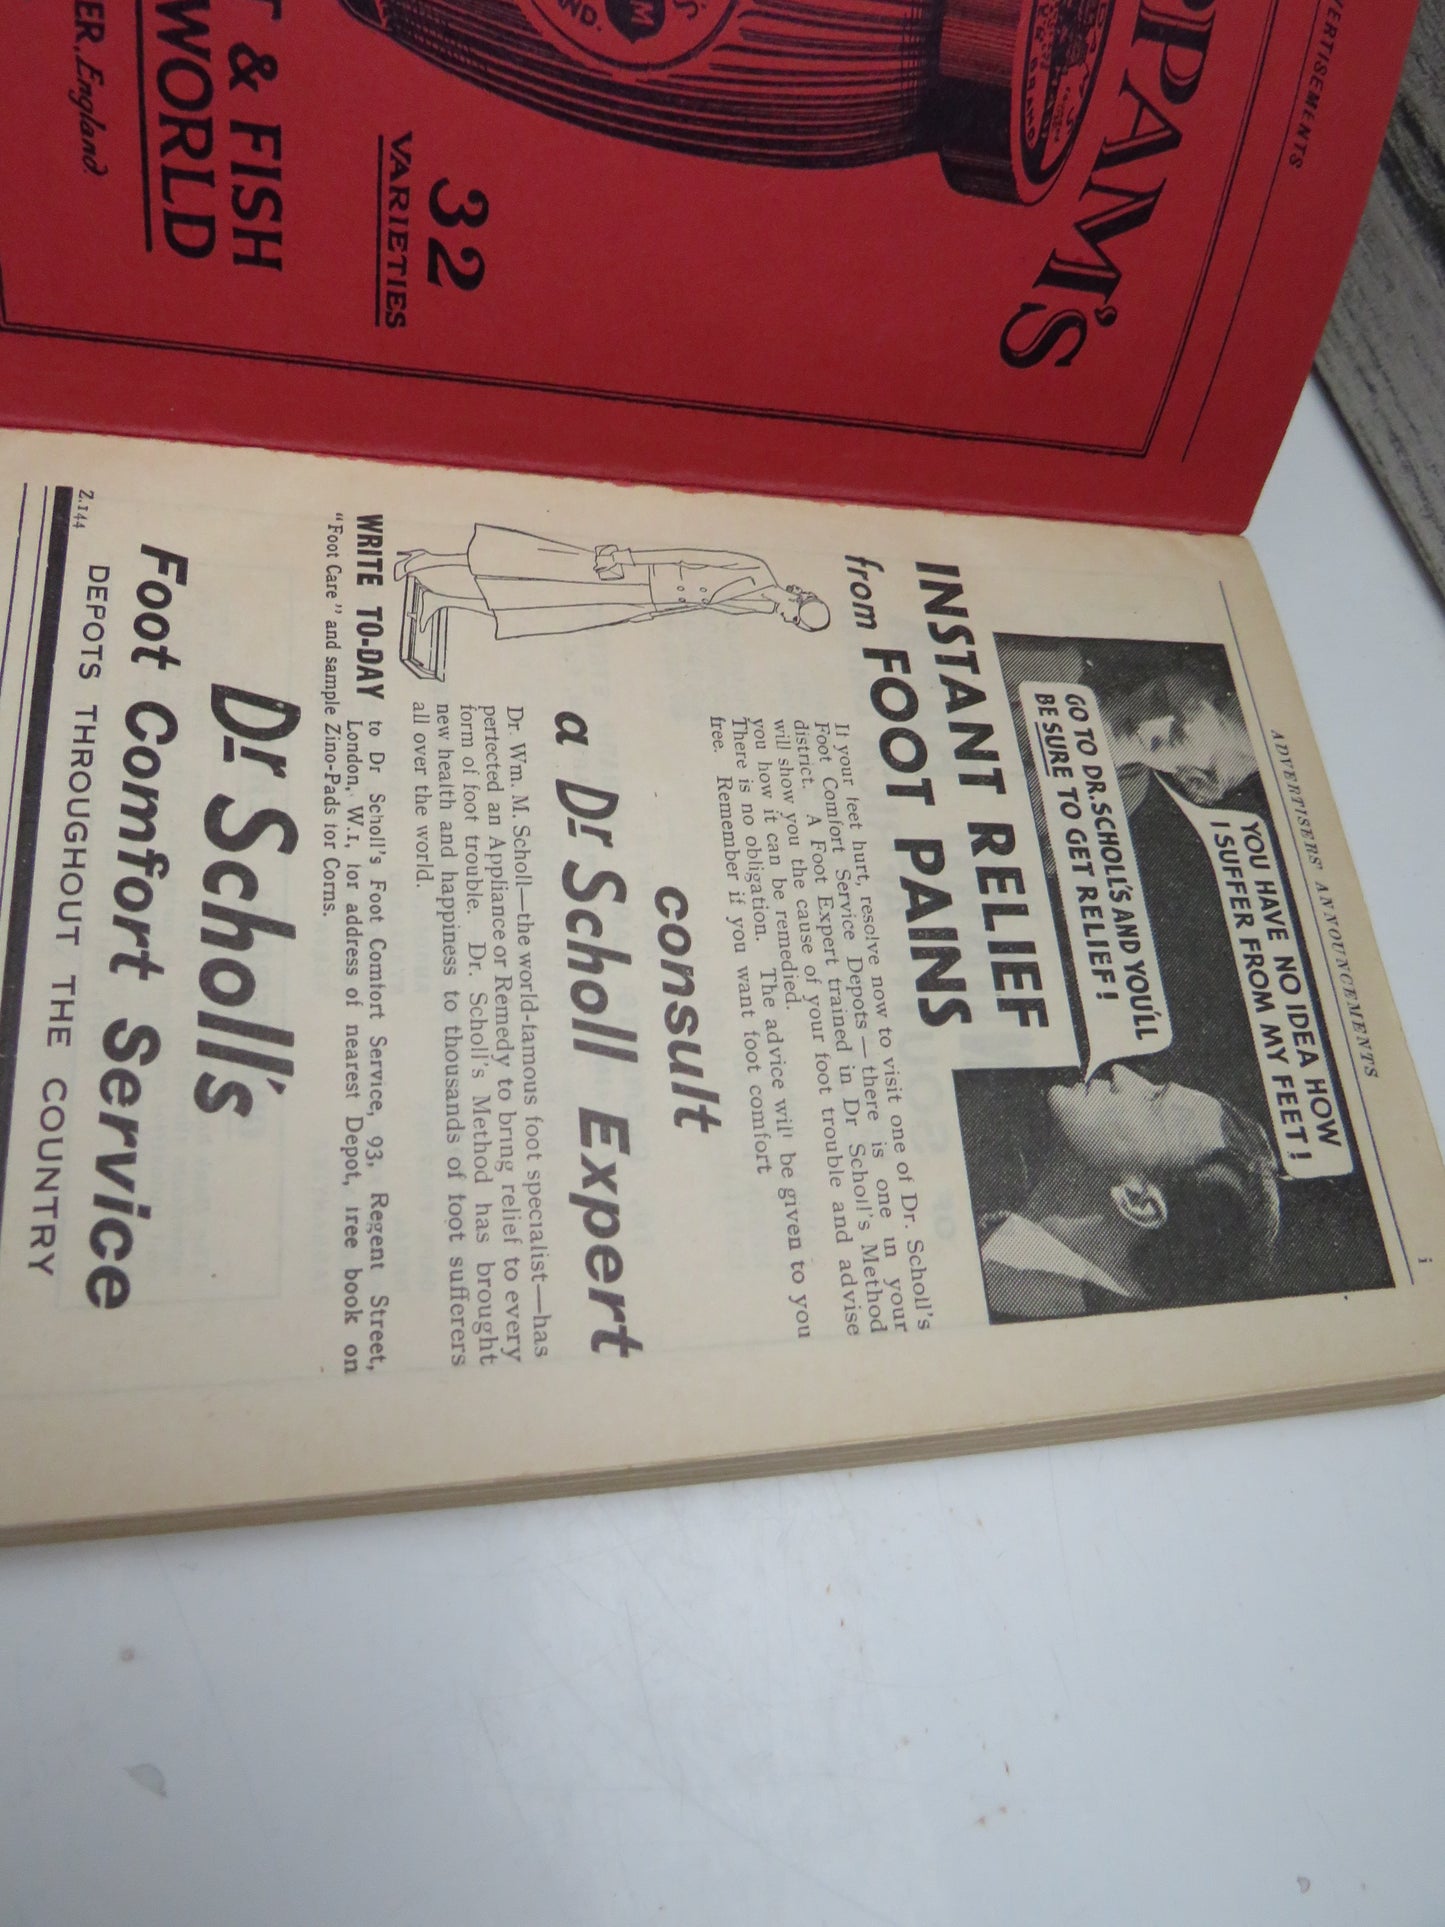 ADVERTISEMENTS
PPAM'S
BRAND
AND.
32
VARIETIES
& FISH
WORLD
ER, England.
ADVERTISERS' ANNOUNCEMENTS
i
YOU HAVE NO IDEA HOW
I SUFFER FROM MY FEET!
GO TO DR. SCHOLL'S AND YOU'LL
BE SURE TO GET RELIEF!
INSTANT RELIEF
from FOOT PAINS
If your feet hurt, resolve now to visit one of Dr. Scholl's
Foot Comfort Service Depots — there is one in your
district. A Foot Expert trained in Dr Scholl's Method
will show you the cause of your foot trouble and advise
you how it can be remedied. The advice will be given to you
There is no obligation.
free. Remember if you want foot comfort
consult
a Dr Scholl Expert
Dr. Wm. M. Scholl—the world-famous foot specialist—has
perfected an Appliance or Remedy to bring relief to every
form of foot trouble. Dr. Scholl's Method has brought
new health and happiness to thousands of foot sufferers
all over the world.
WRITE TO-DAY to Dr Scholl's Foot Comfort Service, 93, Regent Street,
London, W.1, for address of nearest Depot, free book on
"Foot Care" and sample Zino-Pads for Corns.
Dr Scholl's
Foot Comfort Service
Z.144
DEPOTS THROUGHOUT THE COUNTRY